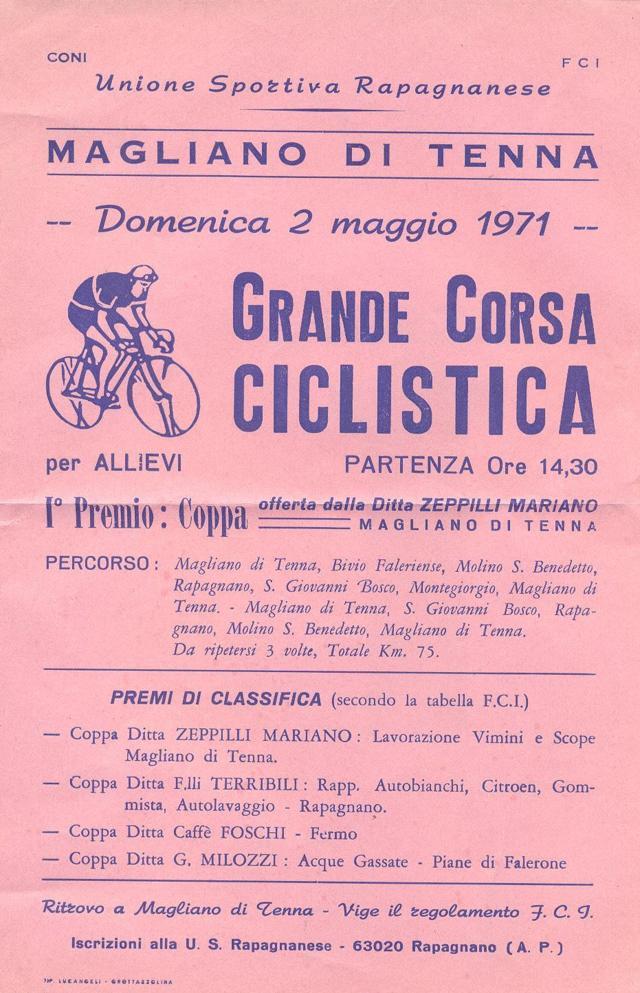 CONI
F C I
Unione Sportiva Rapagnanese
MAGLIANO DI TENNA
-- Domenica 2 maggio 1971 --
GRANDE CORSA
CICLISTICA
per ALLIEVI
PARTENZA Ore 14,30
I° Premio: Coppa
offerta dalla Ditta ZEPPILLI MARIANO
MAGLIANO DI TENNA
PERCORSO: Magliano di Tenna, Bivio Faleriense, Molino S. Benedetto,
Rapagnano, S. Giovanni Bosco, Montegiorgio, Magliano di
Tenna. - Magliano di Tenna, S. Giovanni Bosco, Rapa-
gnano, Molino S. Benedetto, Magliano di Tenna.
Da ripetersi 3 volte, Totale Km. 75.
PREMI DI CLASSIFICA (secondo la tabella F.C.I.)
— Coppa Ditta ZEPPILLI MARIANO: Lavorazione Vimini e Scope
Magliano di Tenna.
— Coppa Ditta F.lli TERRIBILI: Rapp. Autobianchi, Citroen, Gom-
mista, Autolavaggio - Rapagnano.
— Coppa Ditta Caffè FOSCHI - Fermo
— Coppa Ditta G. MILOZZI: Acque Gassate - Piane di Falerone
Ritrovo a Magliano di Tenna - Vige il regolamento F. C. I.
Iscrizioni alla U. S. Rapagnanese - 63020 Rapagnano (A. P.)
TIP. LUCANGELI - GROTTAZZOLINA